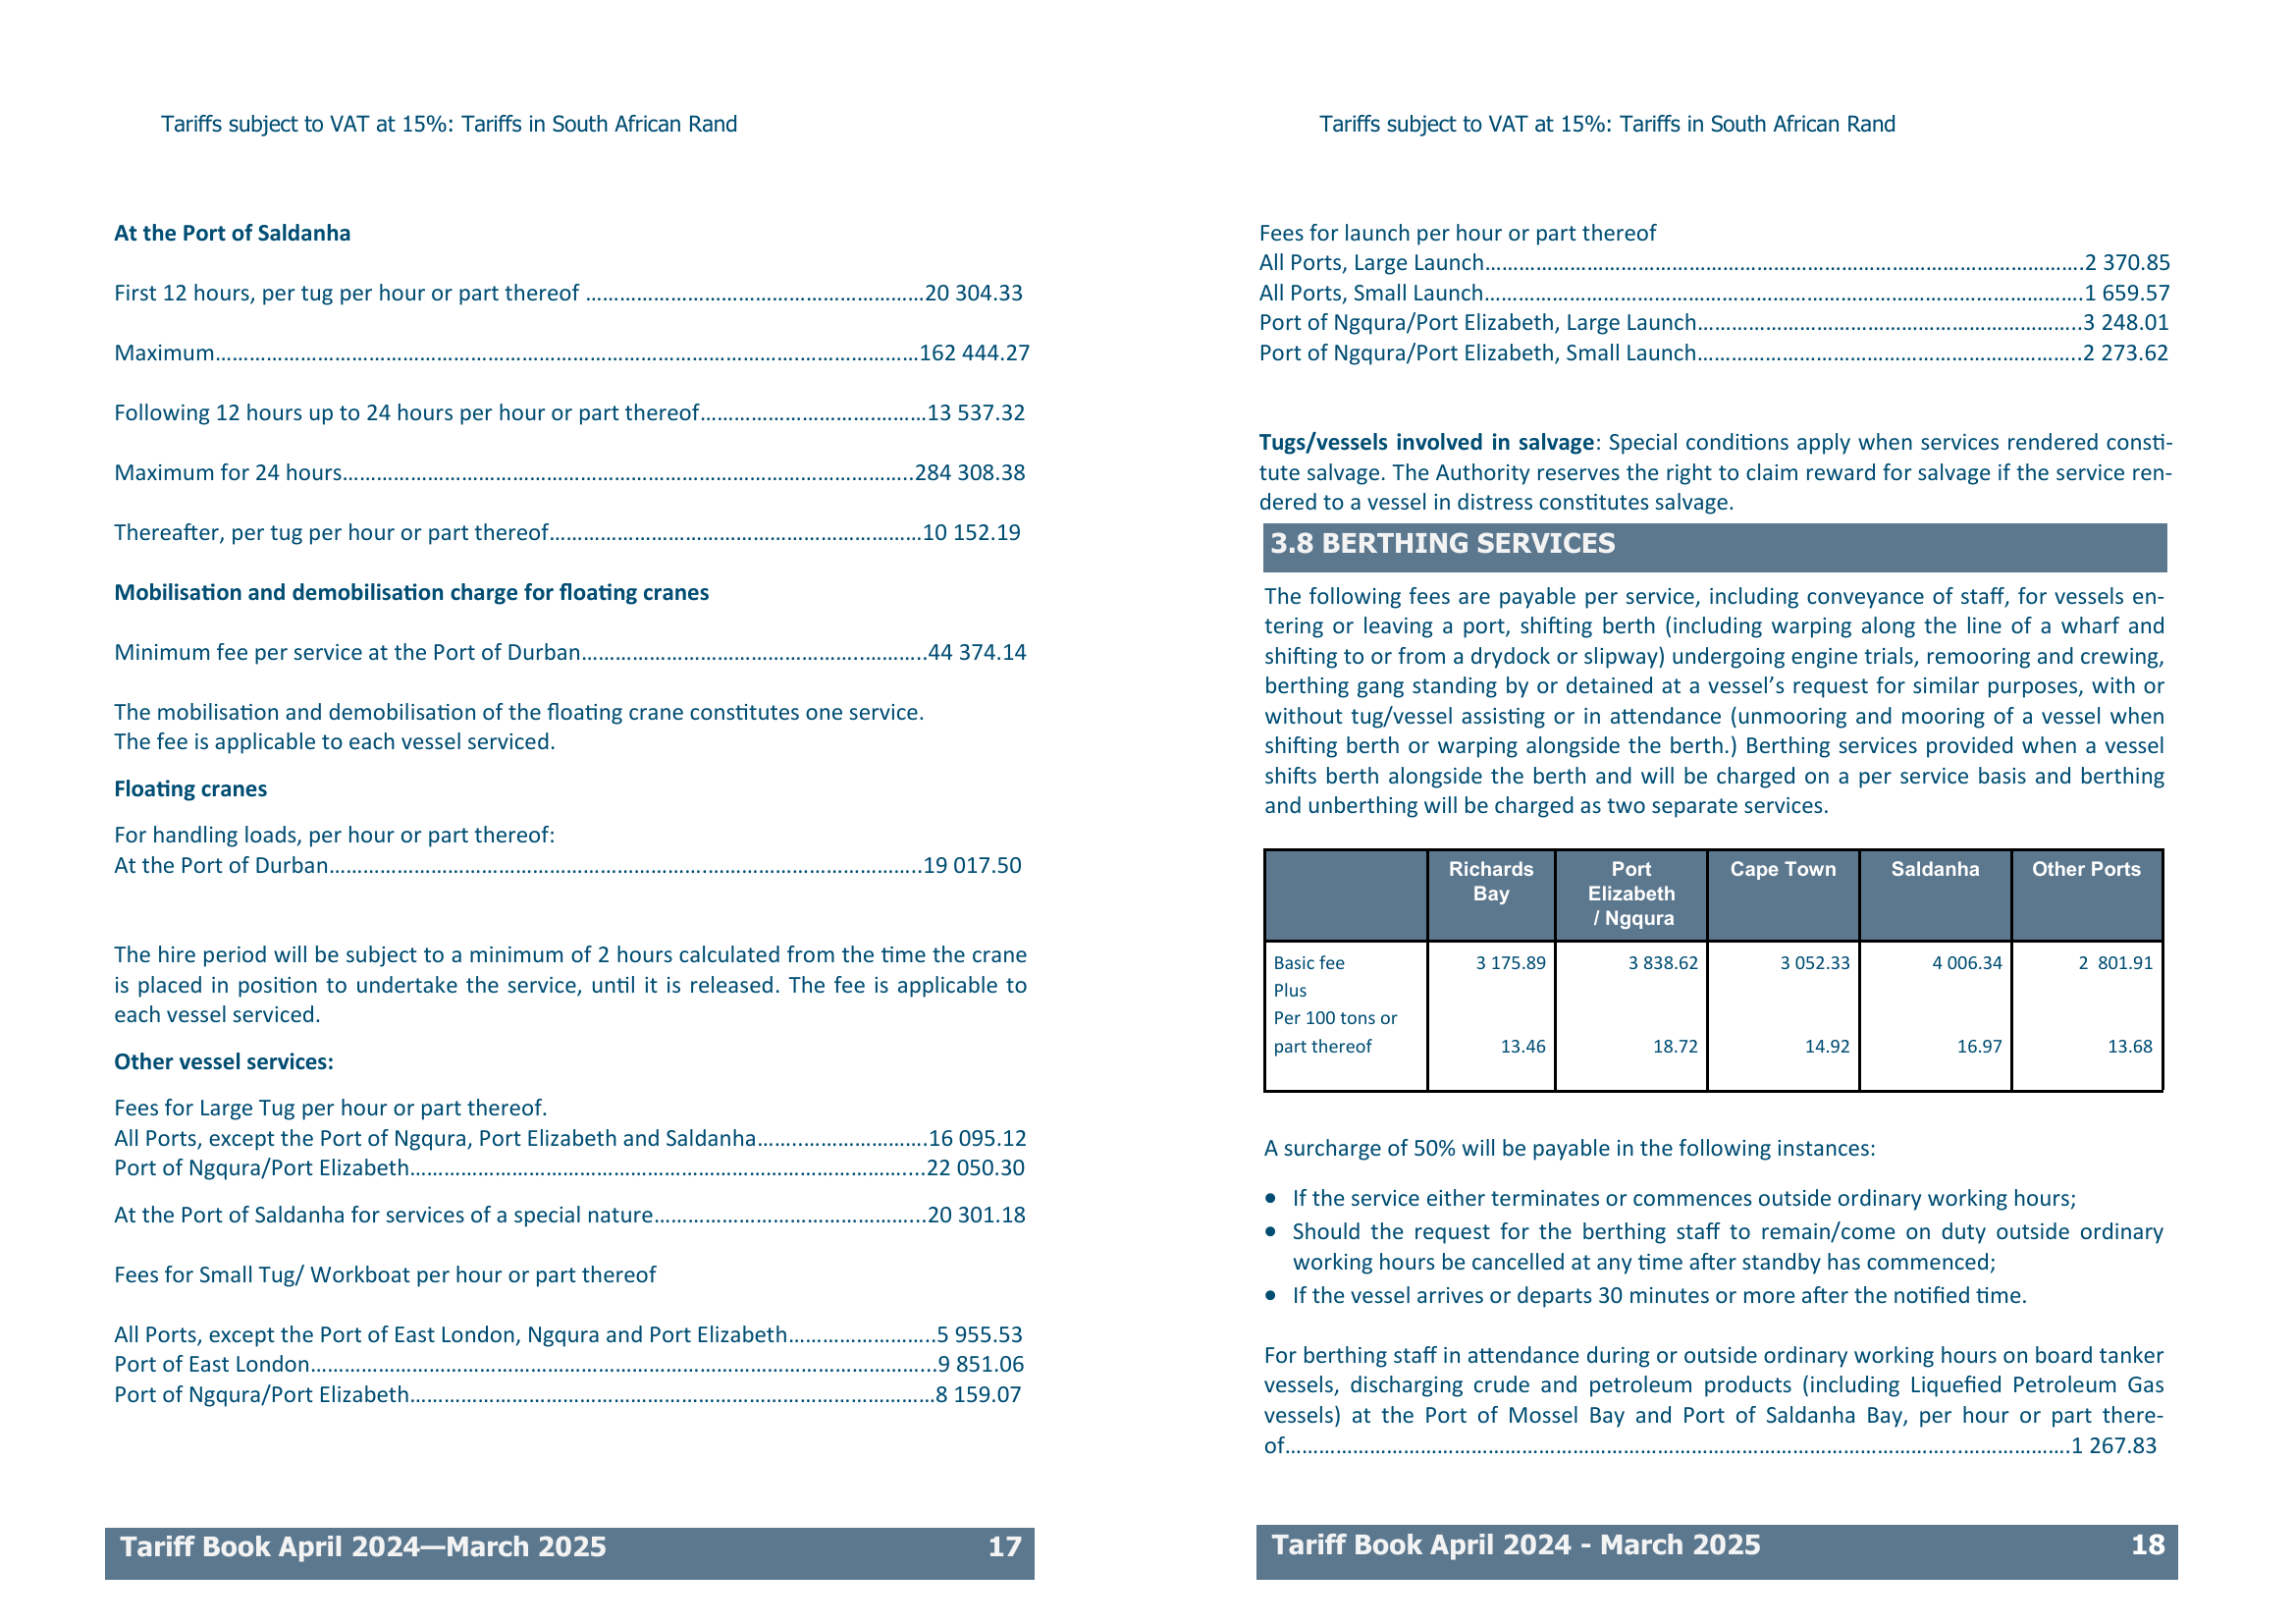 Tariffs subject to VAT at 15%: Tariffs in South African Rand
At the Port of Saldanha
First 12 hours, per tug per hour or part thereof ……………………………………………20 304.33
Maximum……………………………………………………………………………………………162 444.27
Following 12 hours up to 24 hours per hour or part thereof……………………………13 537.32
Maximum for 24 hours…………………………………………………………………………..284 308.38
Thereafter, per tug per hour or part thereof……………………………………………….10 152.19
Mobilisation and demobilisation charge for floating cranes
Minimum fee per service at the Port of Durban……………………………………………..44 374.14
The mobilisation and demobilisation of the floating crane constitutes one service.
The fee is applicable to each vessel serviced.
Floating cranes
For handling loads, per hour or part thereof:
At the Port of Durban……………………………………………………………………………..19 017.50
The hire period will be subject to a minimum of 2 hours calculated from the time the crane
is placed in position to undertake the service, until it is released. The fee is applicable to
each vessel serviced.
Other vessel services:
Fees for Large Tug per hour or part thereof.
All Ports, except the Port of Ngqura, Port Elizabeth and Saldanha……………………….16 095.12
Port of Ngqura/Port Elizabeth…………………………………………………………………...22 050.30
At the Port of Saldanha for services of a special nature…………………………………...20 301.18
Fees for Small Tug/ Workboat per hour or part thereof
All Ports, except the Port of East London, Ngqura and Port Elizabeth…………………..5 955.53
Port of East London………………………………………………………………………………...9 851.06
Port of Ngqura/Port Elizabeth……………………………………………………………………8 159.07
Tariff Book April 2024—March 2025 17
Tariffs subject to VAT at 15%: Tariffs in South African Rand
Fees for launch per hour or part thereof
All Ports, Large Launch……………………………………………………………………………..2 370.85
All Ports, Small Launch……………………………………………………………………………..1 659.57
Port of Ngqura/Port Elizabeth, Large Launch…………………………………………………..3 248.01
Port of Ngqura/Port Elizabeth, Small Launch…………………………………………………..2 273.62
Tugs/vessels involved in salvage: Special conditions apply when services rendered consti-
tute salvage. The Authority reserves the right to claim reward for salvage if the service ren-
dered to a vessel in distress constitutes salvage.
3.8 BERTHING SERVICES
The following fees are payable per service, including conveyance of staff, for vessels en-
tering or leaving a port, shifting berth (including warping along the line of a wharf and
shifting to or from a drydock or slipway) undergoing engine trials, remooring and crewing,
berthing gang standing by or detained at a vessel’s request for similar purposes, with or
without tug/vessel assisting or in attendance (unmooring and mooring of a vessel when
shifting berth or warping alongside the berth.) Berthing services provided when a vessel
shifts berth alongside the berth and will be charged on a per service basis and berthing
and unberthing will be charged as two separate services.
Richards Port Cape Town Saldanha Other Ports
Bay Elizabeth
/ Ngqura
Basic fee 3 175.89 3 838.62 3 052.33 4 006.34 2 801.91
Plus
Per 100 tons or
part thereof 13.46 18.72 14.92 16.97 13.68
A surcharge of 50% will be payable in the following instances:
• If the service either terminates or commences outside ordinary working hours;
• Should the request for the berthing staff to remain/come on duty outside ordinary
working hours be cancelled at any time after standby has commenced;
• If the vessel arrives or departs 30 minutes or more after the notified time.
For berthing staff in attendance during or outside ordinary working hours on board tanker
vessels, discharging crude and petroleum products (including Liquefied Petroleum Gas
vessels) at the Port of Mossel Bay and Port of Saldanha Bay, per hour or part there-
of……………………………………………………………………………………………………….1 267.83
Tariff Book April 2024 - March 2025 18